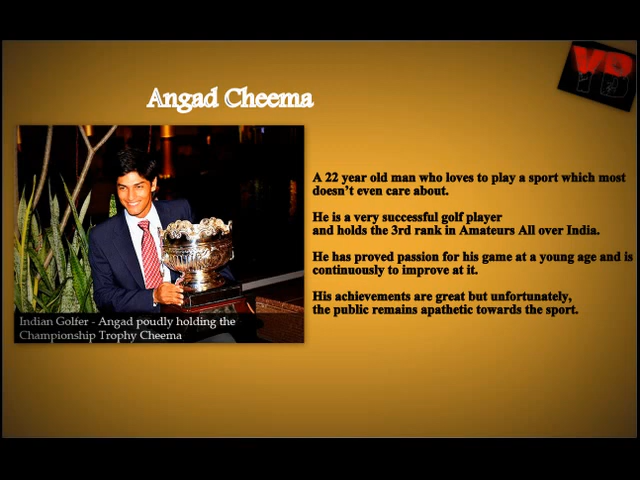 VD
Angad Cheema
A 22 year old man who loves to play a sport which most
doesn't even care about.
He is a very successful golf player
and holds the 3rd rank in Amateurs All over India.
He has proved passion for his game at a young age and is
continuously to improve at it.
His achievements are great but unfortunately,
the public remains apathetic towards the sport.
Indian Golfer - Angad poudly holding the
Championship Trophy Cheema